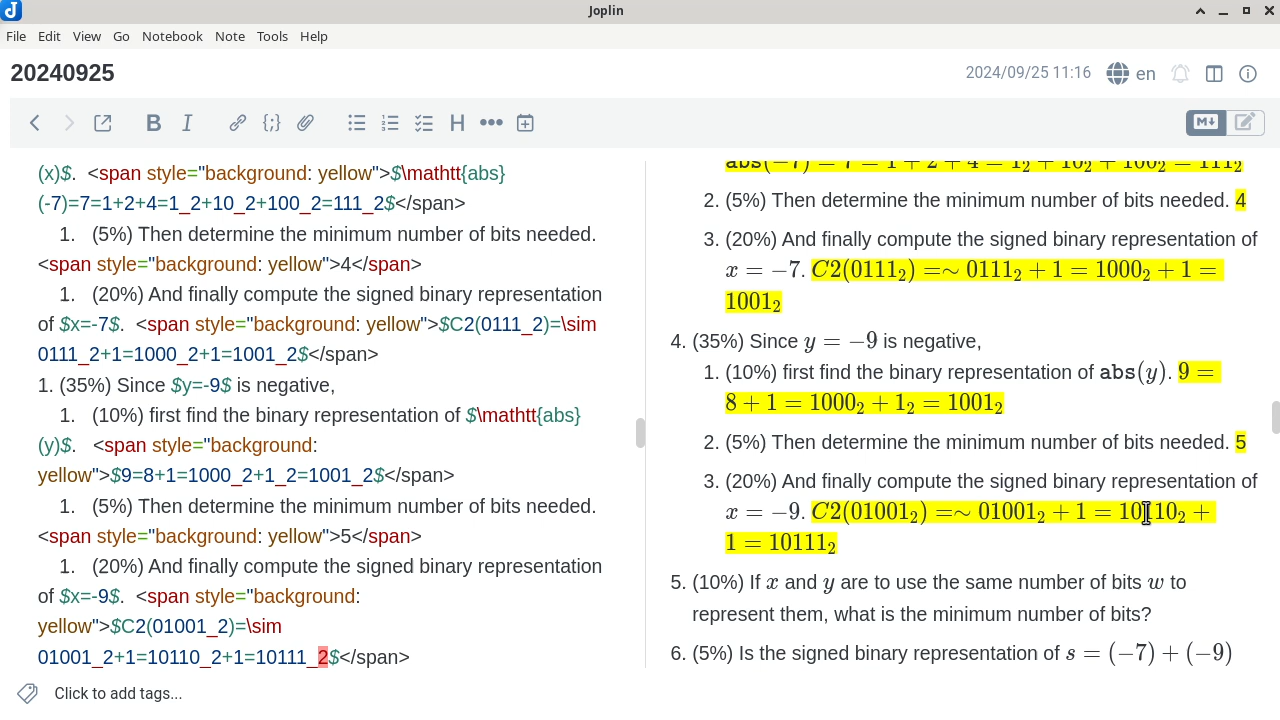 Joplin
File Edit View Go Notebook Note Tools Help
20240925
2024/09/25 11:16 en
B I H M↓
(x)$.  <span style="background: yellow">$\mathtt{abs}
(-7)=7=1+2+4=1_2+10_2+100_2=111_2$</span>
1. (5%) Then determine the minimum number of bits needed.
<span style="background: yellow">4</span>
1. (20%) And finally compute the signed binary representation
of $x=-7$.  <span style="background: yellow">$C2(0111_2)=\sim
0111_2+1=1000_2+1=1001_2$</span>
1. (35%) Since $y=-9$ is negative,
1. (10%) first find the binary representation of $\mathtt{abs}
(y)$.  <span style="background:
yellow">$9=8+1=1000_2+1_2=1001_2$</span>
1. (5%) Then determine the minimum number of bits needed.
<span style="background: yellow">5</span>
1. (20%) And finally compute the signed binary representation
of $x=-9$.  <span style="background:
yellow">$C2(01001_2)=\sim
01001_2+1=10110_2+1=10111_2$</span>
abs(−7) = 7 = 1 + 2 + 4 = 1₂ + 10₂ + 100₂ = 111₂
2. (5%) Then determine the minimum number of bits needed. 4
3. (20%) And finally compute the signed binary representation of
x = −7. C2(0111₂) =∼ 0111₂ + 1 = 1000₂ + 1 =
1001₂
4. (35%) Since y = −9 is negative,
1. (10%) first find the binary representation of abs(y). 9 =
8 + 1 = 1000₂ + 1₂ = 1001₂
2. (5%) Then determine the minimum number of bits needed. 5
3. (20%) And finally compute the signed binary representation of
x = −9. C2(01001₂) =∼ 01001₂ + 1 = 10110₂ +
1 = 10111₂
5. (10%) If x and y are to use the same number of bits w to
represent them, what is the minimum number of bits?
6. (5%) Is the signed binary representation of s = (−7) + (−9)
Click to add tags...